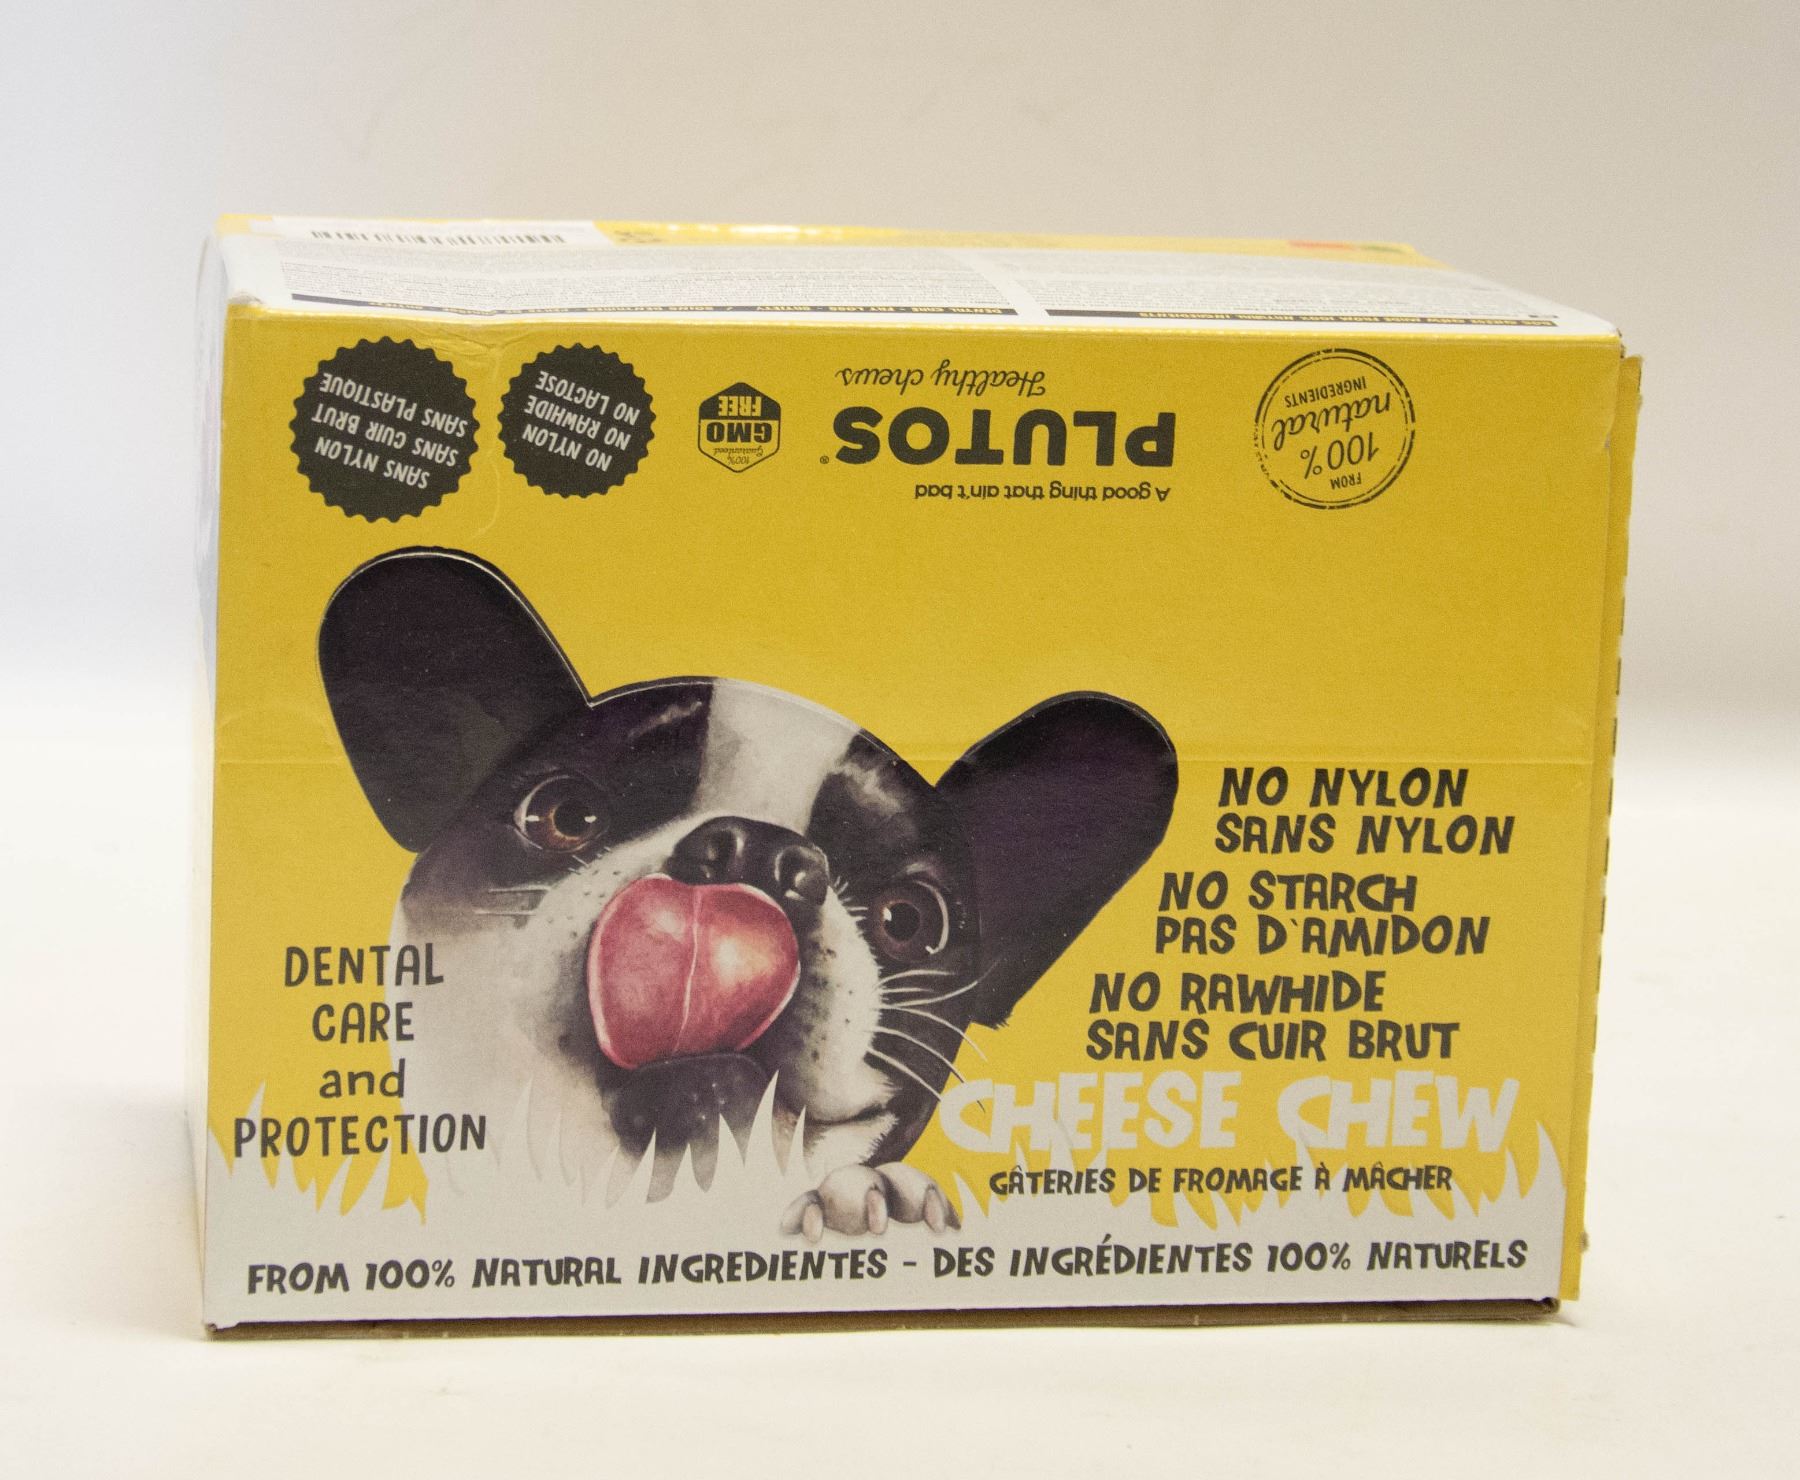 SANS NYLON
SANS CUIR BRUT
SANS PLASTIQUE
NO NYLON
NO RAWHIDE
NO LACTOSE
100%
Guaranteed
GMO
FREE
A good thing that ain't bad
PLUTOS®
Healthy chews
FROM
100%
natural
INGREDIENTS
DENTAL
CARE
and
PROTECTION
NO NYLON
SANS NYLON
NO STARCH
PAS D'AMIDON
NO RAWHIDE
SANS CUIR BRUT
CHEESE CHEW
GÂTERIES DE FROMAGE À MÂCHER
FROM 100% NATURAL INGREDIENTES - DES INGRÉDIENTES 100% NATURELS